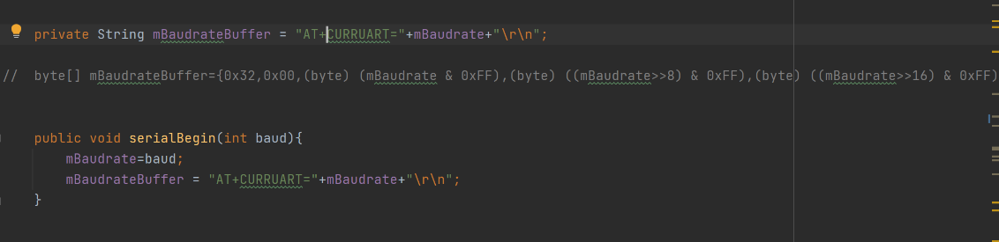 private String mBaudrateBuffer = "AT+CURRUART="+mBaudrate+"\r\n";
// byte[] mBaudrateBuffer={0x32,0x00,(byte) (mBaudrate & 0xFF),(byte) ((mBaudrate>>8) & 0xFF),(byte) ((mBaudrate>>16) & 0xFF)
public void serialBegin(int baud){
mBaudrate=baud;
mBaudrateBuffer = "AT+CURRUART="+mBaudrate+"\r\n";
}